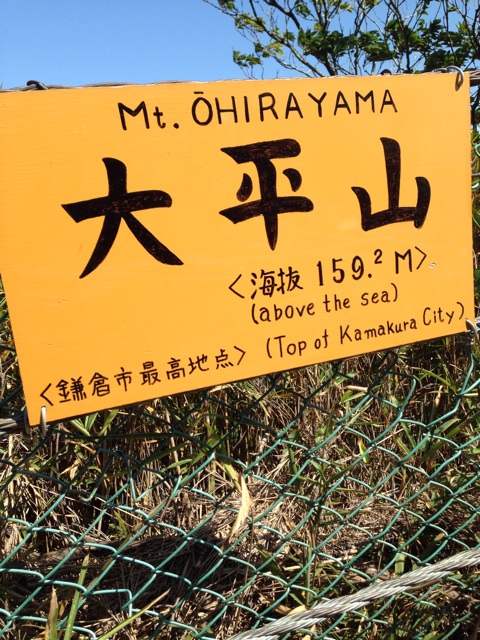 Mt. ŌHIRAYAMA
大平山
<海抜 159.² M>
(above the sea)
<鎌倉市最高地点> (Top of Kamakura City)